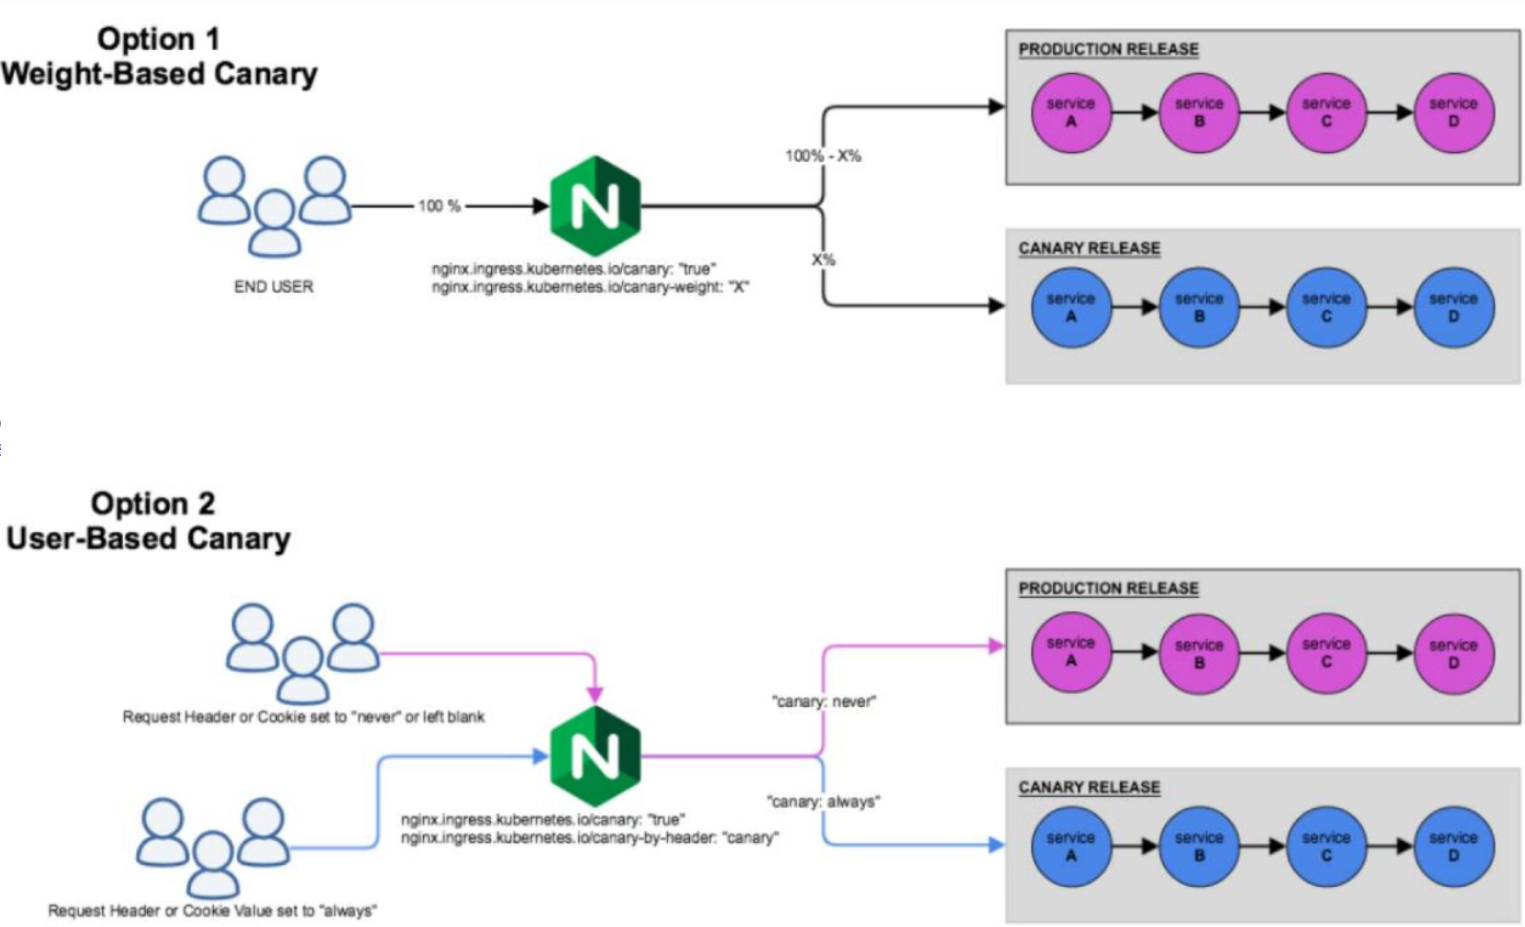 Option 1
Weight-Based Canary
END USER
100 %
N
nginx.ingress.kubernetes.io/canary: "true"
nginx.ingress.kubernetes.io/canary-weight: "X"
100% - X%
X%
PRODUCTION RELEASE
service A
service B
service C
service D
CANARY RELEASE
service A
service B
service C
service D
Option 2
User-Based Canary
Request Header or Cookie set to "never" or left blank
Request Header or Cookie Value set to "always"
N
nginx.ingress.kubernetes.io/canary: "true"
nginx.ingress.kubernetes.io/canary-by-header: "canary"
"canary: never"
"canary: always"
PRODUCTION RELEASE
service A
service B
service C
service D
CANARY RELEASE
service A
service B
service C
service D